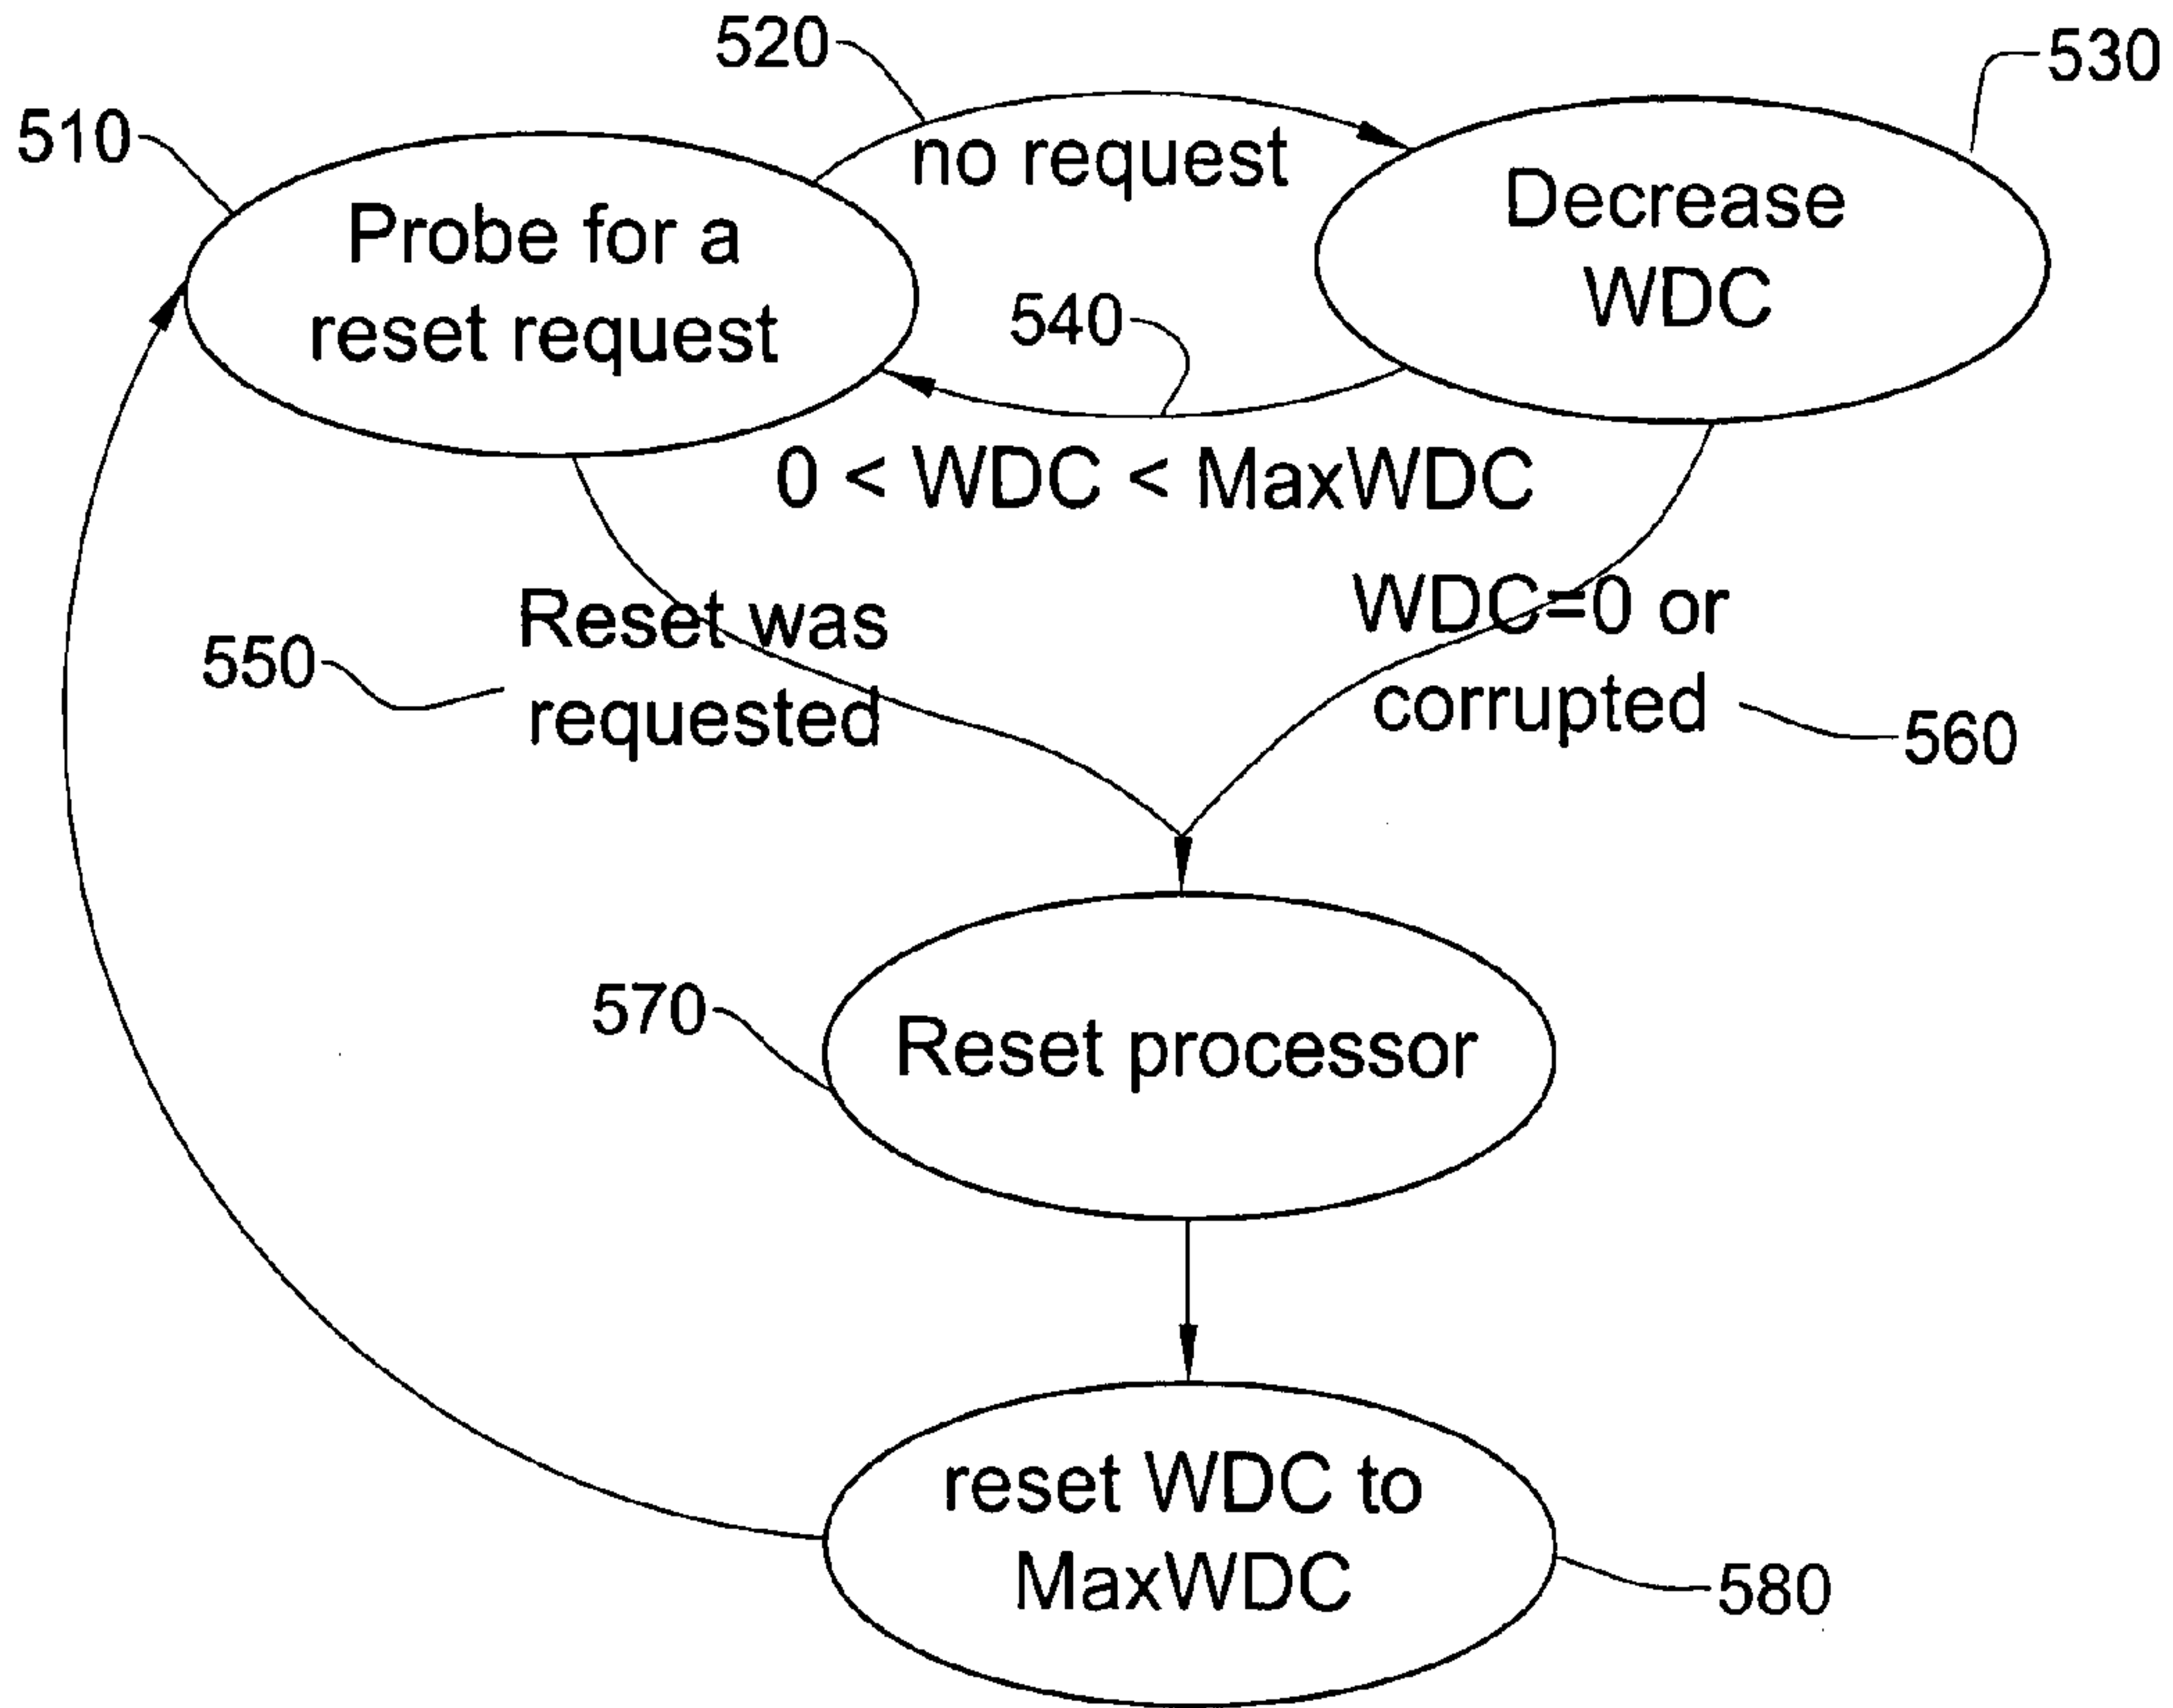 520
530
510
no request
Decrease
WDC
Probe for a
reset request
540
0 < WDC < MaxWDC
Reset was
requested
550
WDC=0 or
corrupted
560
570
Reset processor
reset WDC to
MaxWDC
580